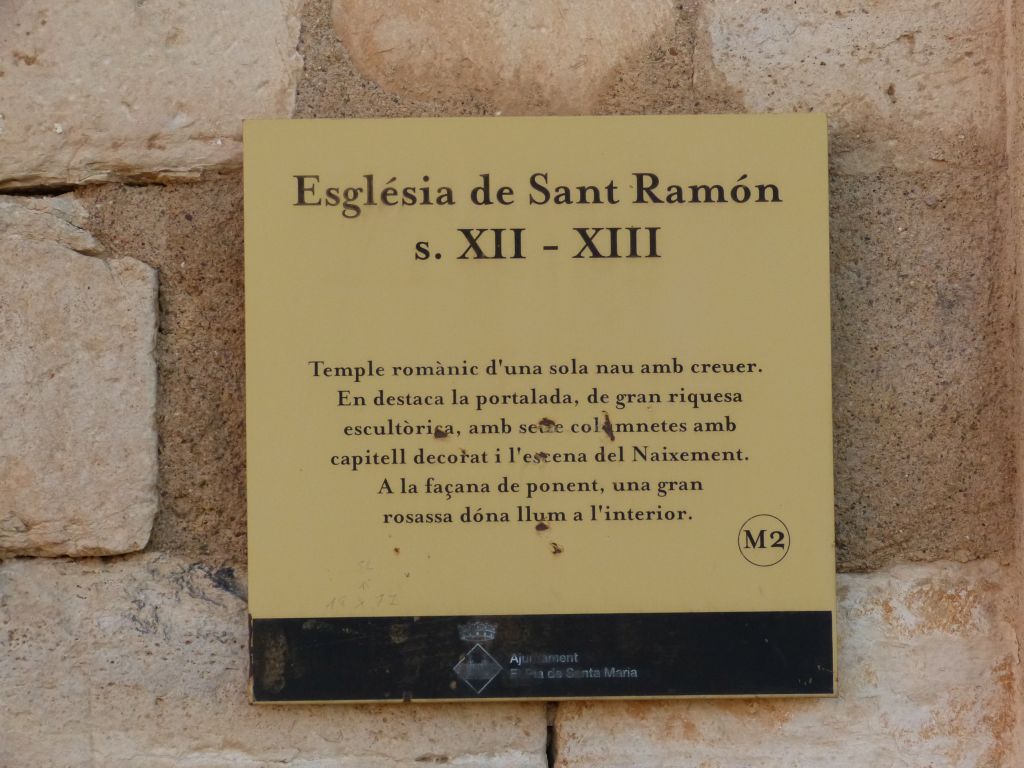 Església de Sant Ramón
s. XII - XIII
Temple romànic d'una sola nau amb creuer.
En destaca la portalada, de gran riquesa
escultòrica, amb columnetes amb
capitell decorat i l'escena del Naixement.
A la façana de ponent, una gran
rosassa dóna llum a l'interior.
M2
Ajuntament
El Pla de Santa Maria